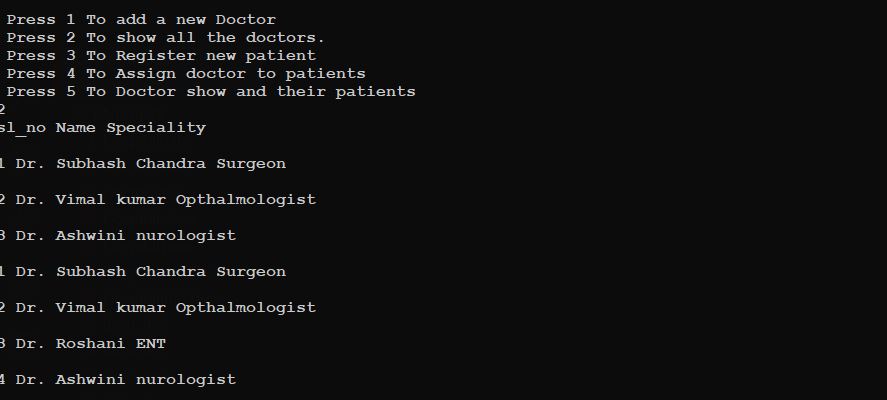 Press 1 To add a new Doctor
Press 2 To show all the doctors.
Press 3 To Register new patient
Press 4 To Assign doctor to patients
Press 5 To Doctor show and their patients
2
sl_no Name Speciality
1 Dr. Subhash Chandra Surgeon
2 Dr. Vimal kumar Opthalmologist
3 Dr. Ashwini nurologist
1 Dr. Subhash Chandra Surgeon
2 Dr. Vimal kumar Opthalmologist
3 Dr. Roshani ENT
4 Dr. Ashwini nurologist